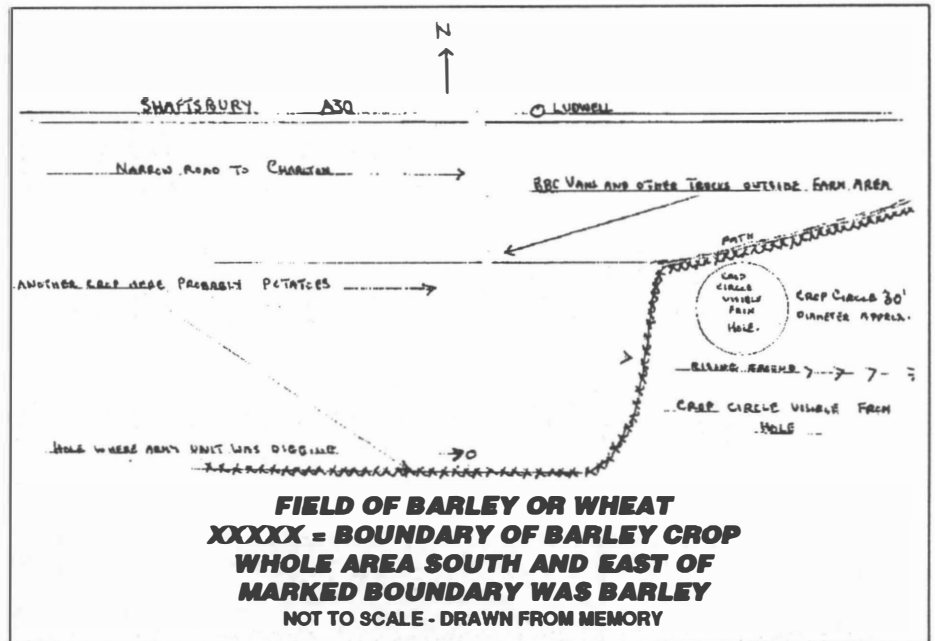 N
SHAFTSBURY A30
LUDWELL
NARROW ROAD TO CHARLTON
BBC VANS AND OTHER TRUCKS OUTSIDE FARM AREA
PATH
ANOTHER CROP HERE PROBABLY POTATOES
CIRCLE
VISIBLE
FROM
HOLE.
CROP CIRCLE 30'
DIAMETER APPROX.
RISING GROUND
CROP CIRCLE VISIBLE FROM
HOLE
HOLE WHERE ARMY UNIT WAS DIGGING
FIELD OF BARLEY OR WHEAT
XXXXX = BOUNDARY OF BARLEY CROP
WHOLE AREA SOUTH AND EAST OF
MARKED BOUNDARY WAS BARLEY
NOT TO SCALE - DRAWN FROM MEMORY